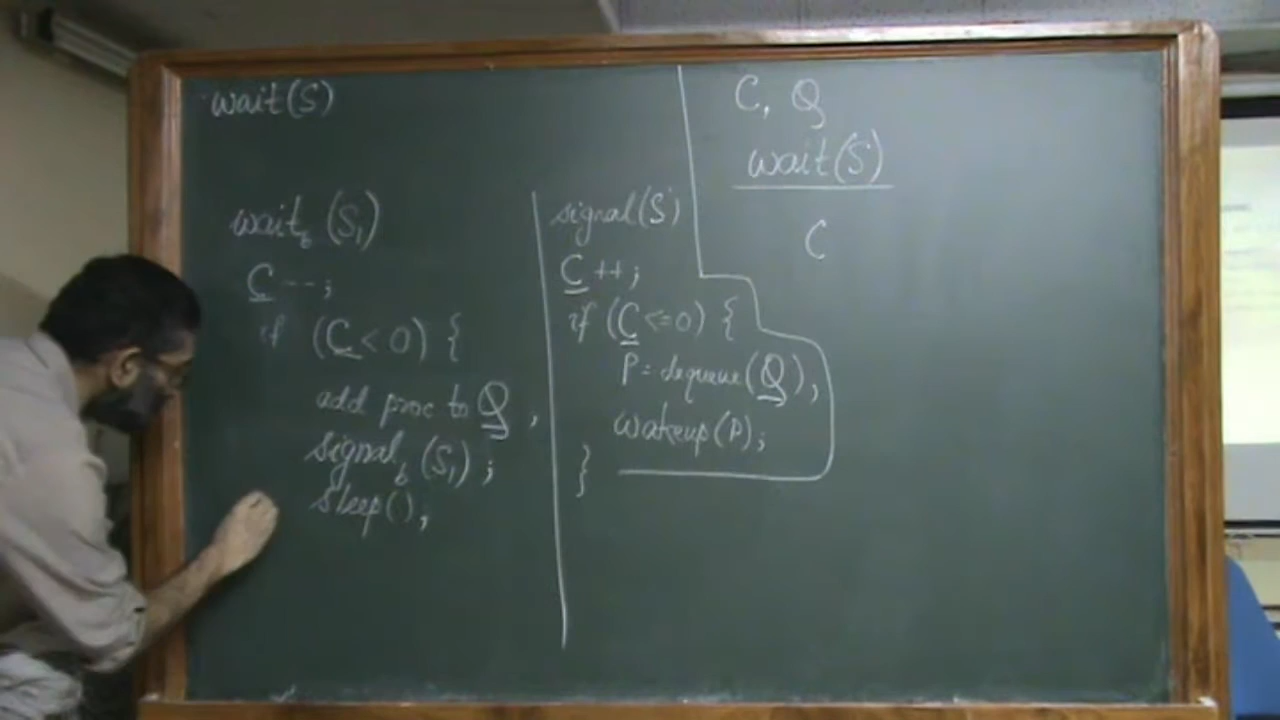 wait(S)
wait_b (S_1)
C--;
if (C<0) {
add proc to Q ,
signal_b (S_1) ;
sleep(),
signal(S)
C++;
if (C<=0) {
P=dequeue(Q),
wakeup(P);
}
C, Q
wait(S)
C